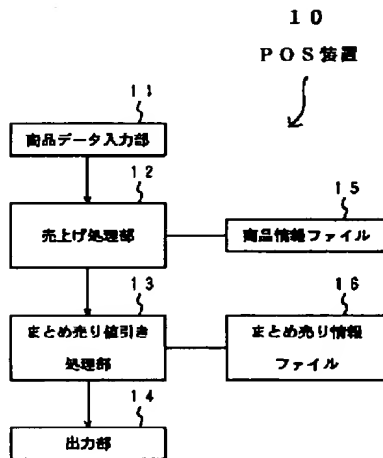 10
POS装置
11
商品データ入力部
12
売上げ処理部
15
商品情報ファイル
13
まとめ売り値引き
処理部
16
まとめ売り情報
ファイル
14
出力部